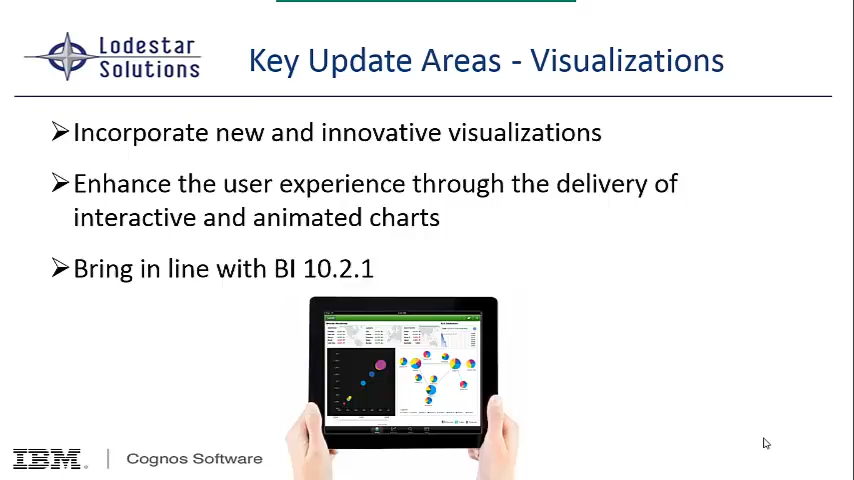 Lodestar
Solutions
Key Update Areas - Visualizations
Incorporate new and innovative visualizations
Enhance the user experience through the delivery of
interactive and animated charts
Bring in line with BI 10.2.1
IBM
Cognos Software